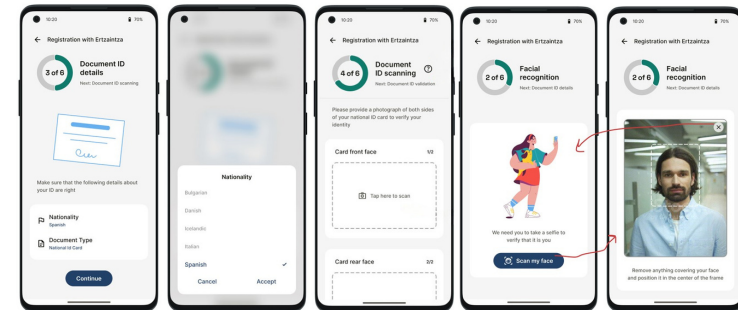 10:20
70%
Registration with Ertzaintza
3 of 6
Document ID
details
Next: Document ID scanning
Make sure that the following details about
your ID are right
Nationality
Spanish
Document Type
National Id Card
Continue
Nationality
Bulgarian
Danish
Icelandic
Italian
Spanish
Cancel
Accept
10:20
70%
Registration with Ertzaintza
4 of 6
Document
ID scanning
Next: Document ID validation
Please provide a photograph of both sides
of your national ID card to verify your
identity
Card front face
1/2
Tap here to scan
Card rear face
2/2
10:20
70%
Registration with Ertzaintza
2 of 6
Facial
recognition
Next: Document ID details
We need you to take a selfie to
verify that it is you
Scan my face
10:20
70%
Registration with Ertzaintza
2 of 6
Facial
recognition
Next: Document ID details
Remove anything covering your face
and position it in the center of the frame